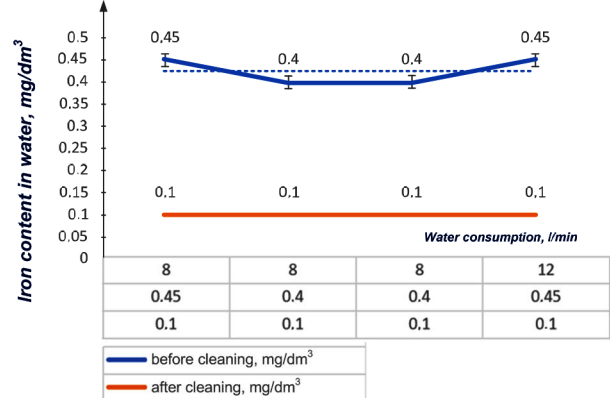 Iron content in water, mg/dm³
0.5
0.45
0.4
0.35
0.3
0.25
0.2
0.15
0.1
0.05
0
0,45
0.4
0.4
0.45
0.1
0.1
0.1
0.1
Water consumption, l/min
8 8 8 12
0.45 0.4 0.4 0.45
0.1 0.1 0,1 0.1
before cleaning, mg/dm³
after cleaning, mg/dm³